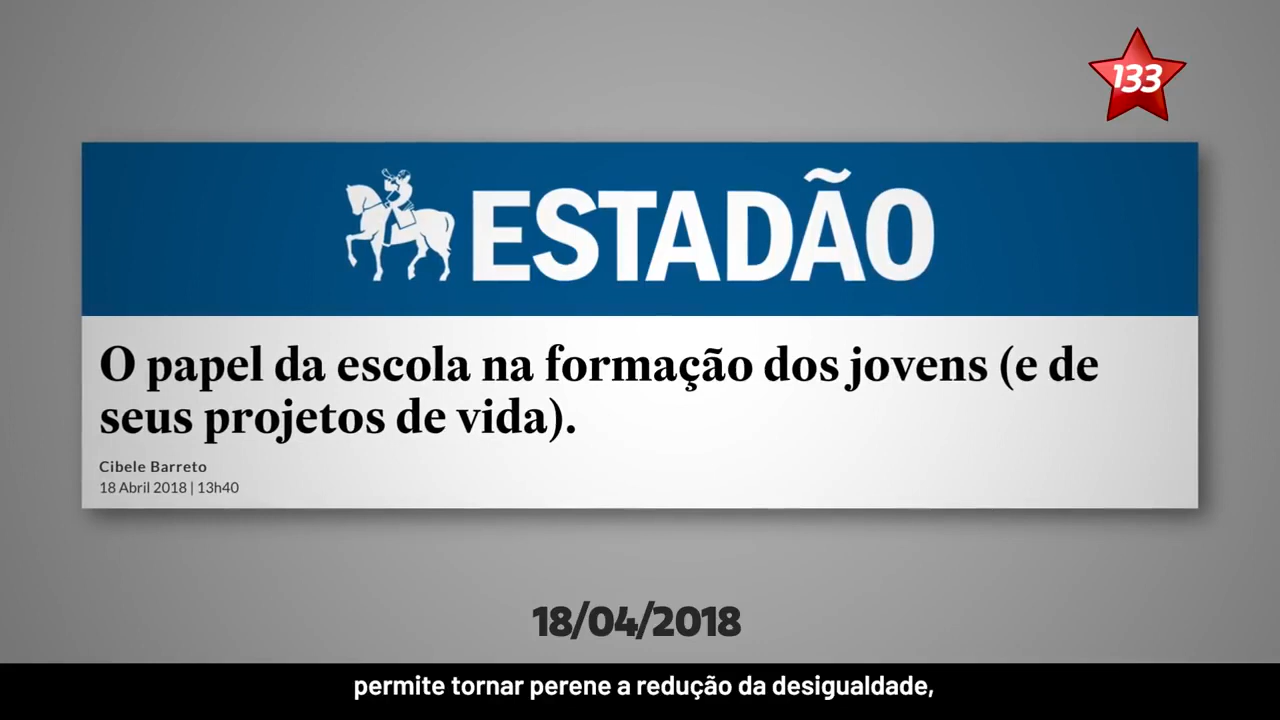 133
ESTADÃO
O papel da escola na formação dos jovens (e de
seus projetos de vida).
Cibele Barreto
18 Abril 2018 | 13h40
18/04/2018
permite tornar perene a redução da desigualdade,